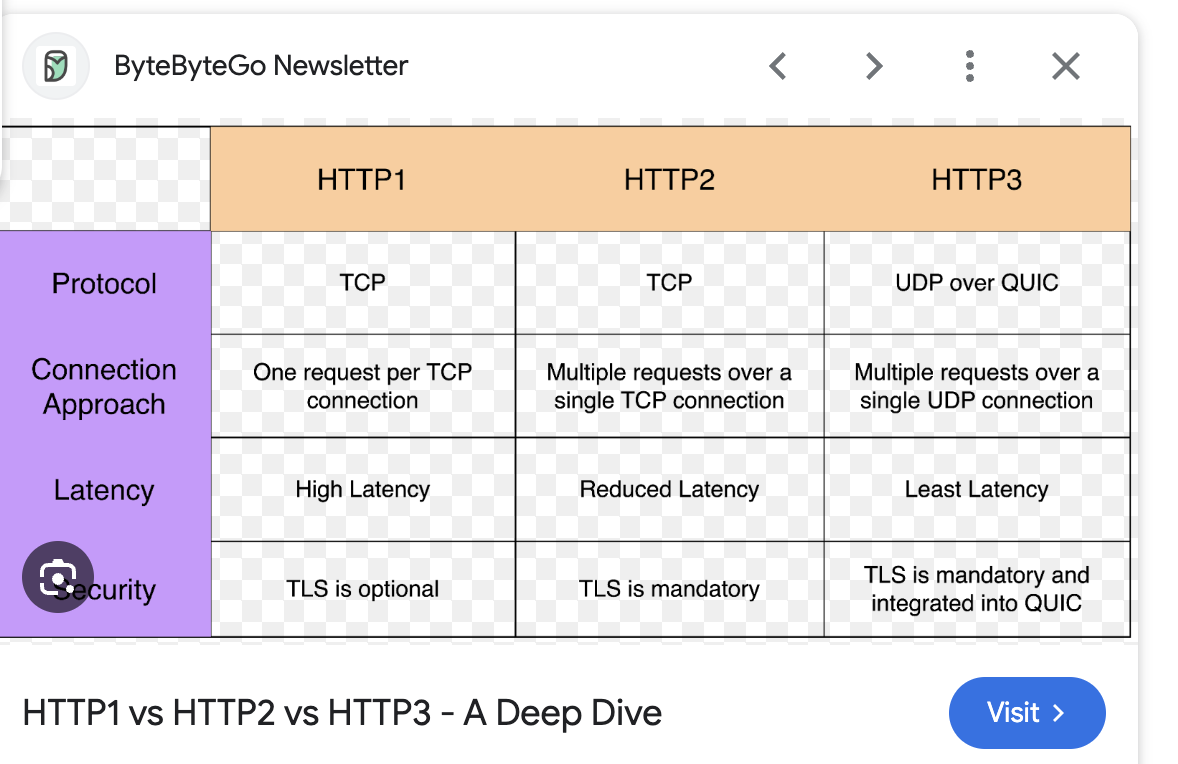 ByteByteGo Newsletter
HTTP1 HTTP2 HTTP3
Protocol TCP TCP UDP over QUIC
Connection
Approach
One request per TCP
connection
Multiple requests over a
single TCP connection
Multiple requests over a
single UDP connection
Latency High Latency Reduced Latency Least Latency
Security TLS is optional TLS is mandatory
TLS is mandatory and
integrated into QUIC
HTTP1 vs HTTP2 vs HTTP3 - A Deep Dive
Visit